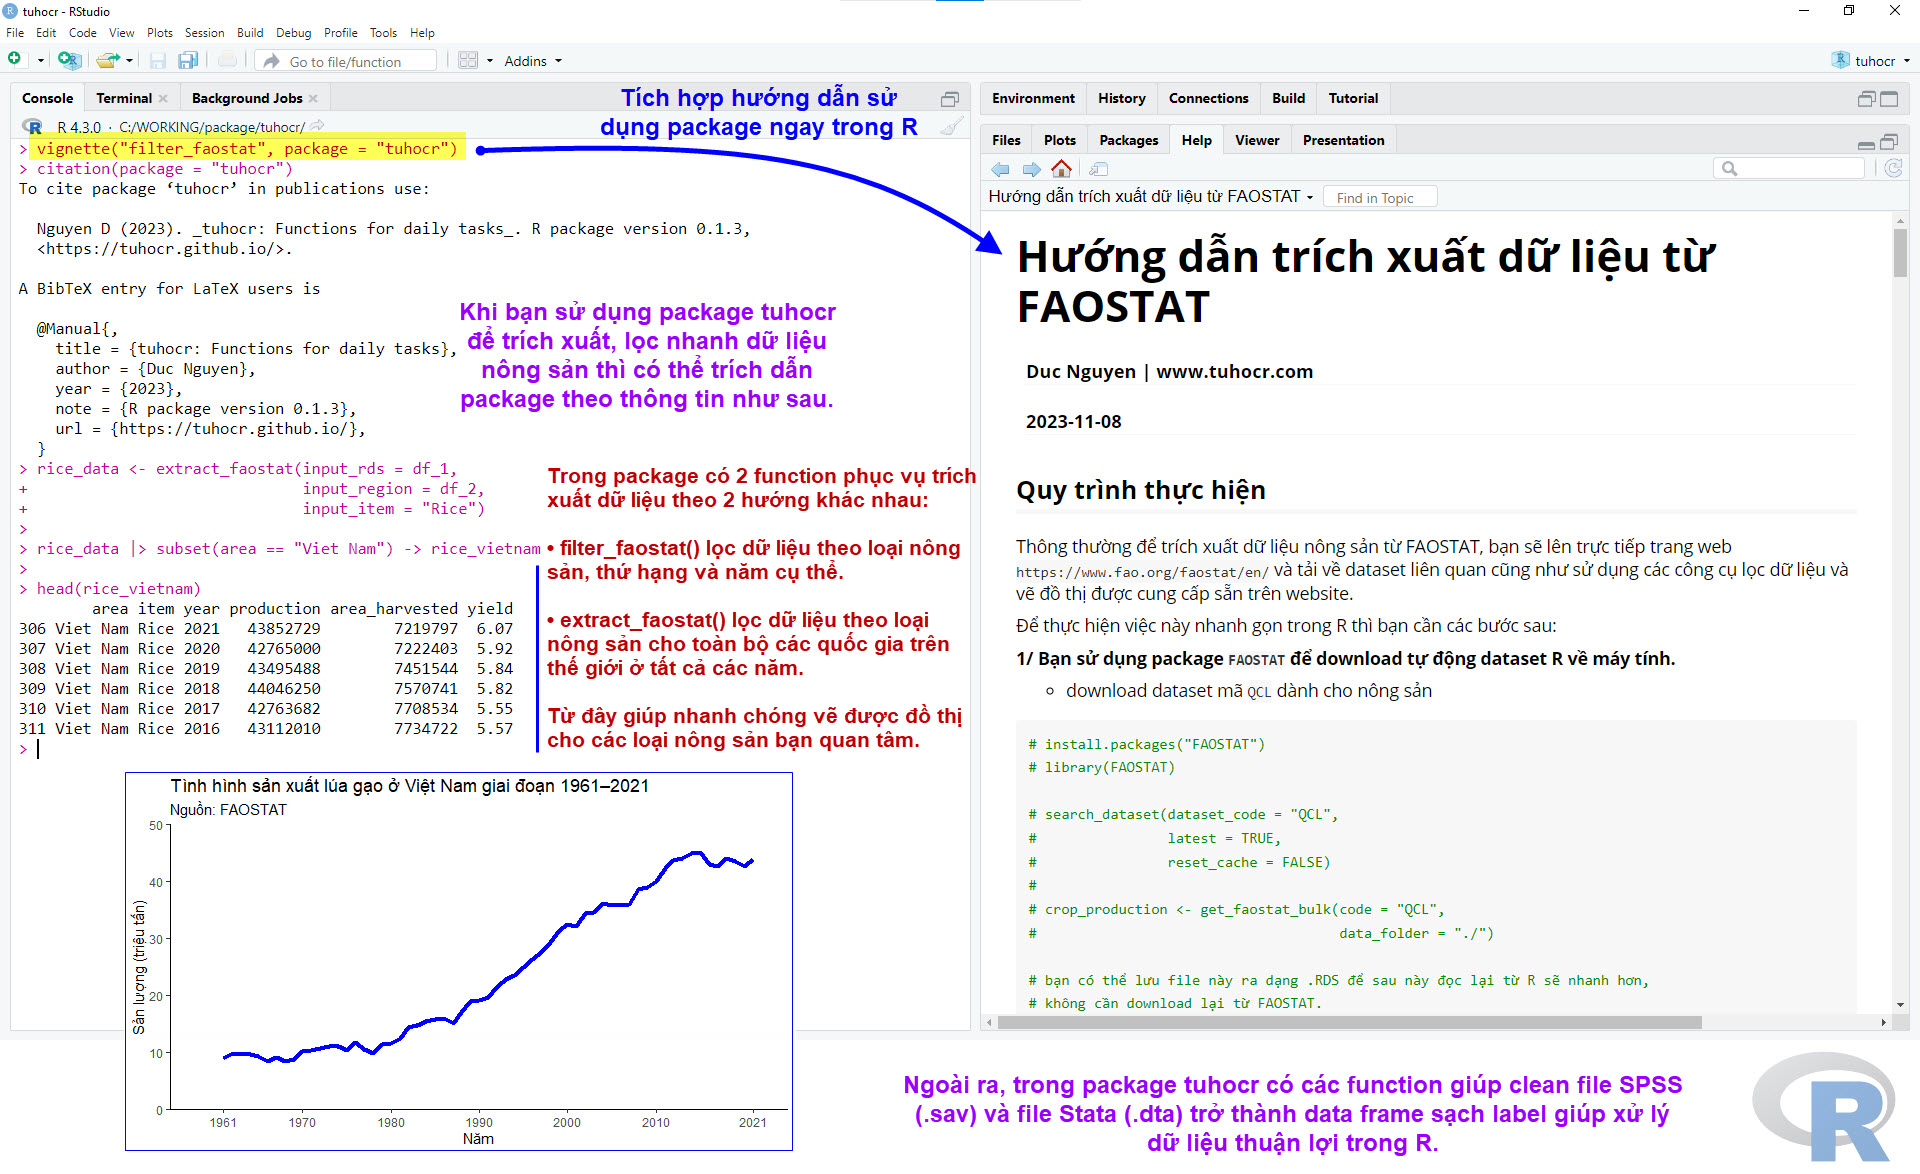 tuhocr - RStudio
File Edit Code View Plots Session Build Debug Profile Tools Help
Go to file/function
Addins
tuhocr
Console Terminal Background Jobs
R 4.3.0 · C:/WORKING/package/tuhocr/
> vignette("filter_faostat", package = "tuhocr")
> citation(package = "tuhocr")
To cite package ‘tuhocr’ in publications use:
Nguyen D (2023). _tuhocr: Functions for daily tasks_. R package version 0.1.3,
<https://tuhocr.github.io/>.
A BibTeX entry for LaTeX users is
@Manual{,
title = {tuhocr: Functions for daily tasks},
author = {Duc Nguyen},
year = {2023},
note = {R package version 0.1.3},
url = {https://tuhocr.github.io/},
}
> rice_data <- extract_faostat(input_rds = df_1,
+ input_region = df_2,
+ input_item = "Rice")
>
> rice_data |> subset(area == "Viet Nam") -> rice_vietnam
>
> head(rice_vietnam)
area item year production area_harvested yield
306 Viet Nam Rice 2021 43852729 7219797 6.07
307 Viet Nam Rice 2020 42765000 7222403 5.92
308 Viet Nam Rice 2019 43495488 7451544 5.84
309 Viet Nam Rice 2018 44046250 7570741 5.82
310 Viet Nam Rice 2017 42763682 7708534 5.55
311 Viet Nam Rice 2016 43112010 7734722 5.57
>
Tích hợp hướng dẫn sử
dụng package ngay trong R
Khi bạn sử dụng package tuhocr
để trích xuất, lọc nhanh dữ liệu
nông sản thì có thể trích dẫn
package theo thông tin như sau.
Trong package có 2 function phục vụ trích
xuất dữ liệu theo 2 hướng khác nhau:
• filter_faostat() lọc dữ liệu theo loại nông
sản, thứ hạng và năm cụ thể.
• extract_faostat() lọc dữ liệu theo loại
nông sản cho toàn bộ các quốc gia trên
thế giới ở tất cả các năm.
Từ đây giúp nhanh chóng vẽ được đồ thị
cho các loại nông sản bạn quan tâm.
Tình hình sản xuất lúa gạo ở Việt Nam giai đoạn 1961–2021
Nguồn: FAOSTAT
Sản lượng (triệu tấn)
50
40
30
20
10
0
1961 1970 1980 1990 2000 2010 2021
Năm
Environment History Connections Build Tutorial
Files Plots Packages Help Viewer Presentation
Hướng dẫn trích xuất dữ liệu từ FAOSTAT
Find in Topic
Hướng dẫn trích xuất dữ liệu từ
FAOSTAT
Duc Nguyen | www.tuhocr.com
2023-11-08
Quy trình thực hiện
Thông thường để trích xuất dữ liệu nông sản từ FAOSTAT, bạn sẽ lên trực tiếp trang web
https://www.fao.org/faostat/en/ và tải về dataset liên quan cũng như sử dụng các công cụ lọc dữ liệu và
vẽ đồ thị được cung cấp sẵn trên website.
Để thực hiện việc này nhanh gọn trong R thì bạn cần các bước sau:
1/ Bạn sử dụng package FAOSTAT để download tự động dataset R về máy tính.
download dataset mã QCL dành cho nông sản
# install.packages("FAOSTAT")
# library(FAOSTAT)
# search_dataset(dataset_code = "QCL",
# latest = TRUE,
# reset_cache = FALSE)
#
# crop_production <- get_faostat_bulk(code = "QCL",
# data_folder = "./")
# bạn có thể lưu file này ra dạng .RDS để sau này đọc lại từ R sẽ nhanh hơn,
# không cần download lại từ FAOSTAT.
Ngoài ra, trong package tuhocr có các function giúp clean file SPSS
(.sav) và file Stata (.dta) trở thành data frame sạch label giúp xử lý
dữ liệu thuận lợi trong R.
R